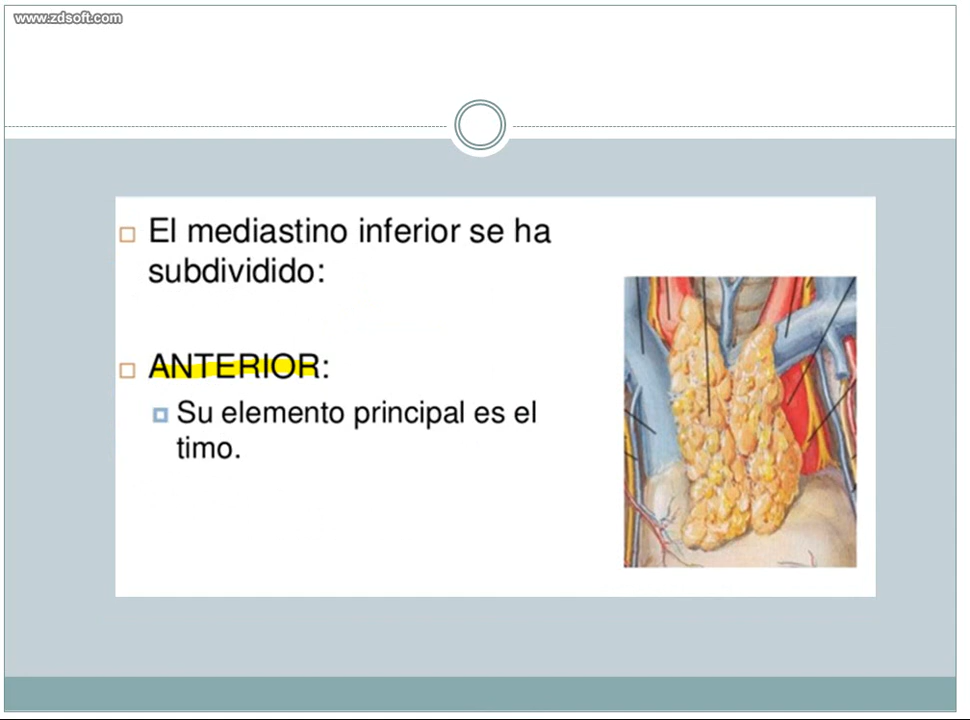 www.zdsoft.com
El mediastino inferior se ha
subdividido:
ANTERIOR:
Su elemento principal es el
timo.